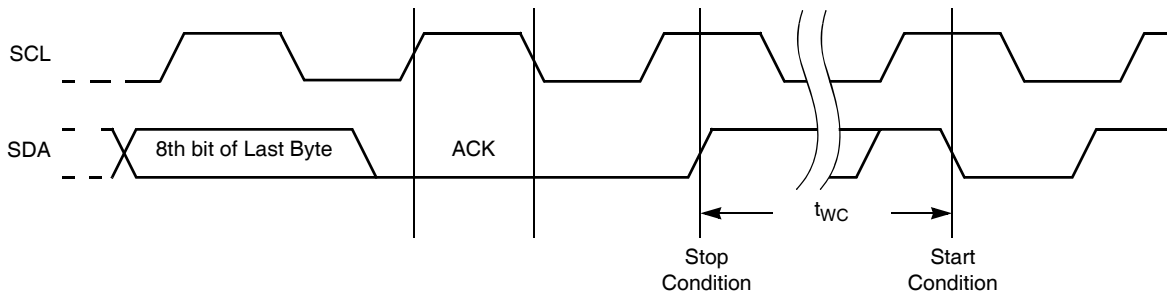 SCL
SDA
8th bit of Last Byte
ACK
tWC
Stop
Condition
Start
Condition